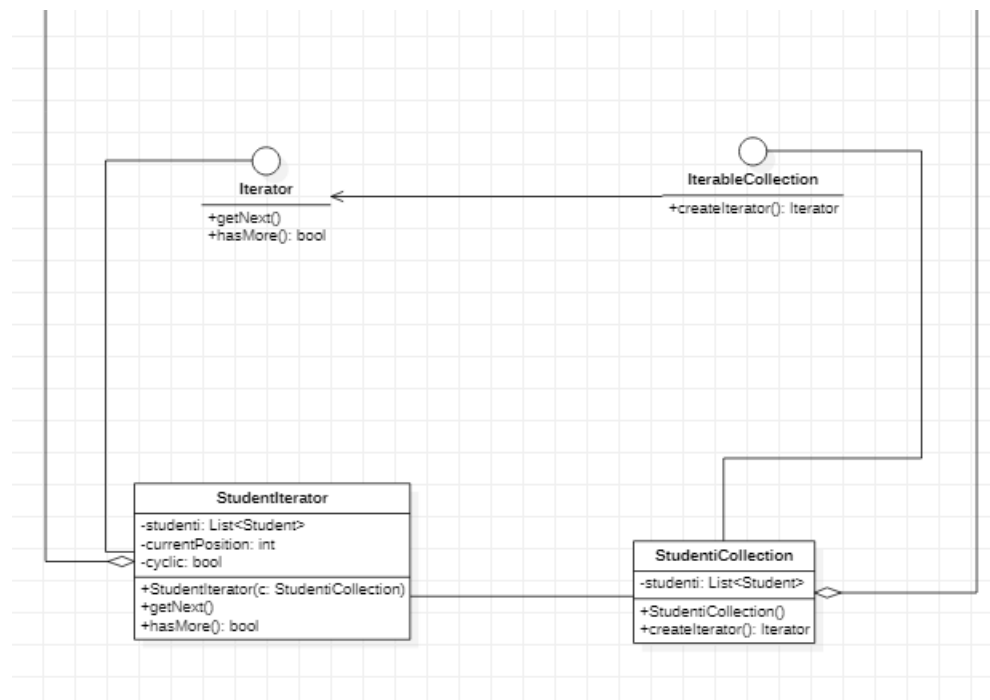 Iterator
+getNext()
+hasMore(): bool
IterableCollection
+createIterator(): Iterator
StudentIterator
-studenti: List<Student>
-currentPosition: int
-cyclic: bool
+StudentIterator(c: StudentiCollection)
+getNext()
+hasMore(): bool
StudentiCollection
-studenti: List<Student>
+StudentiCollection()
+createIterator(): Iterator